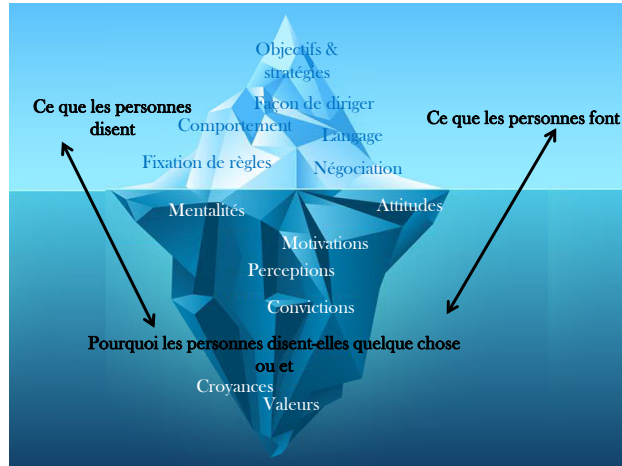 Objectifs &
stratégies
Ce que les personnes
disent
Façon de diriger
Comportement
Langage
Ce que les personnes font
Fixation de règles
Négociation
Mentalités
Attitudes
Motivations
Perceptions
Convictions
Pourquoi les personnes disent-elles quelque chose
ou et
Croyances
Valeurs